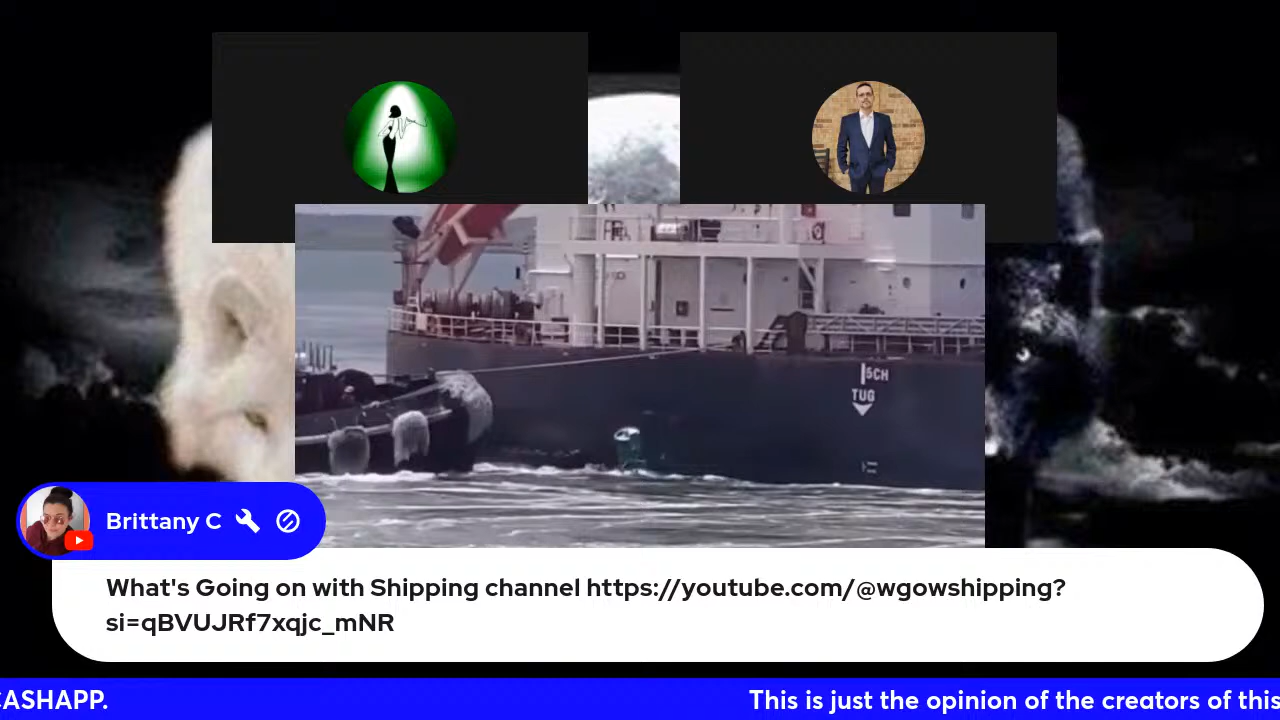 5CH
TUG
Brittany C
What's Going on with Shipping channel https://youtube.com/@wgowshipping?
si=qBVUJRf7xqjc_mNR
CASHAPP.
This is just the opinion of the creators of this